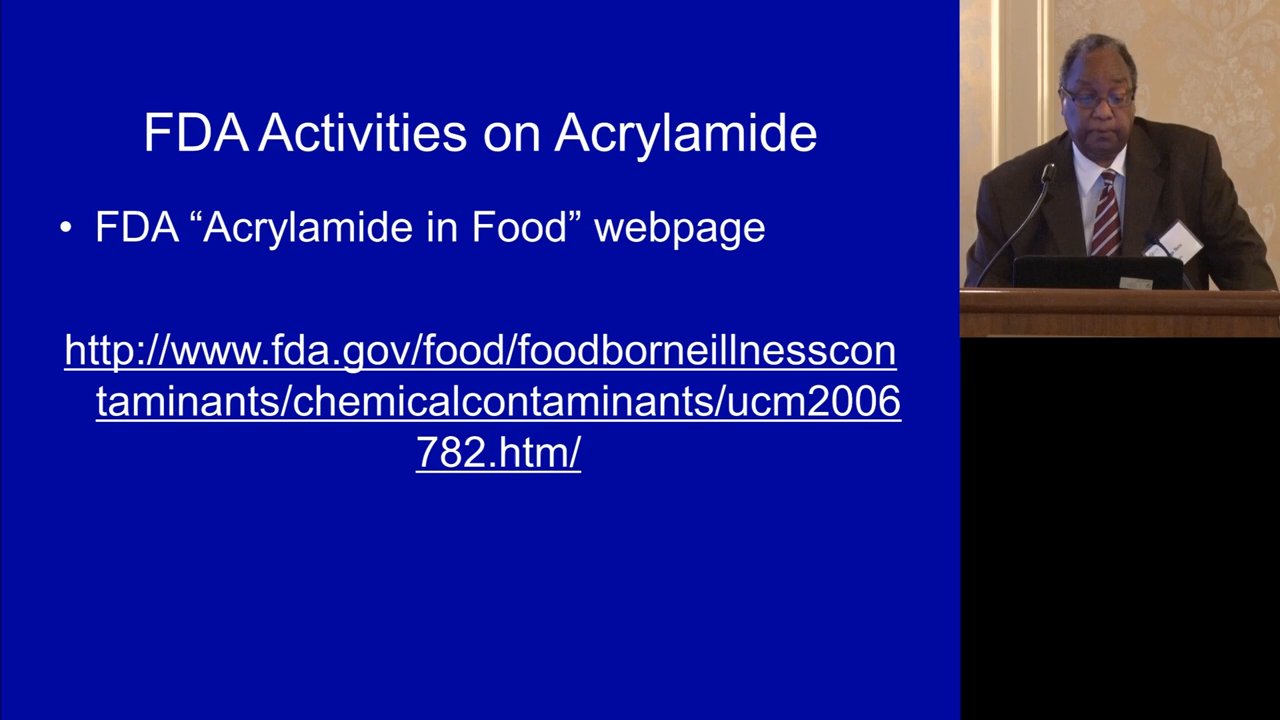 FDA Activities on Acrylamide
• FDA “Acrylamide in Food” webpage
http://www.fda.gov/food/foodborneillnesscon
taminants/chemicalcontaminants/ucm2006
782.htm/